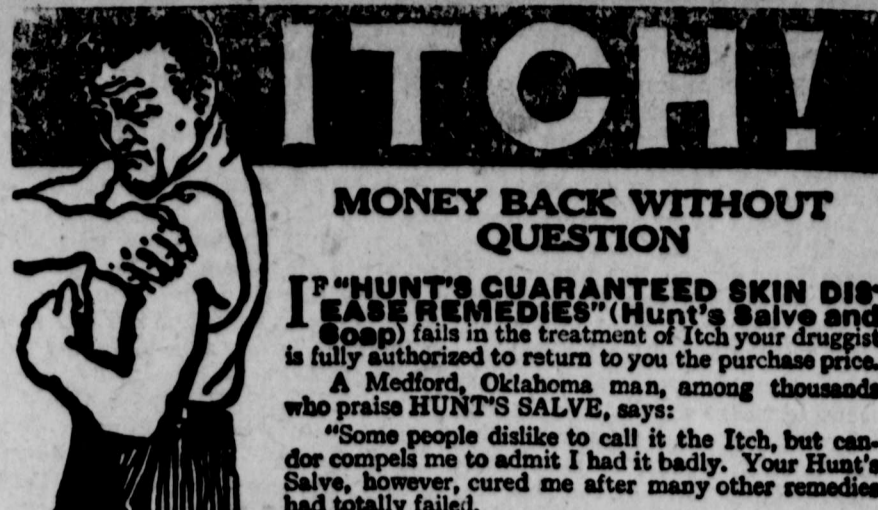 ITCH!
MONEY BACK WITHOUT
QUESTION
IF "HUNT'S GUARANTEED SKIN DIS-
EASE REMEDIES" (Hunt's Salve and
Soap) fails in the treatment of Itch your druggist
is fully authorized to return to you the purchase price.
A Medford, Oklahoma man, among thousands
who praise HUNT'S SALVE, says:
"Some people dislike to call it the Itch, but can-
dor compels me to admit I had it badly. Your Hunt's
Salve, however, cured me after many other remedies
had totally failed.